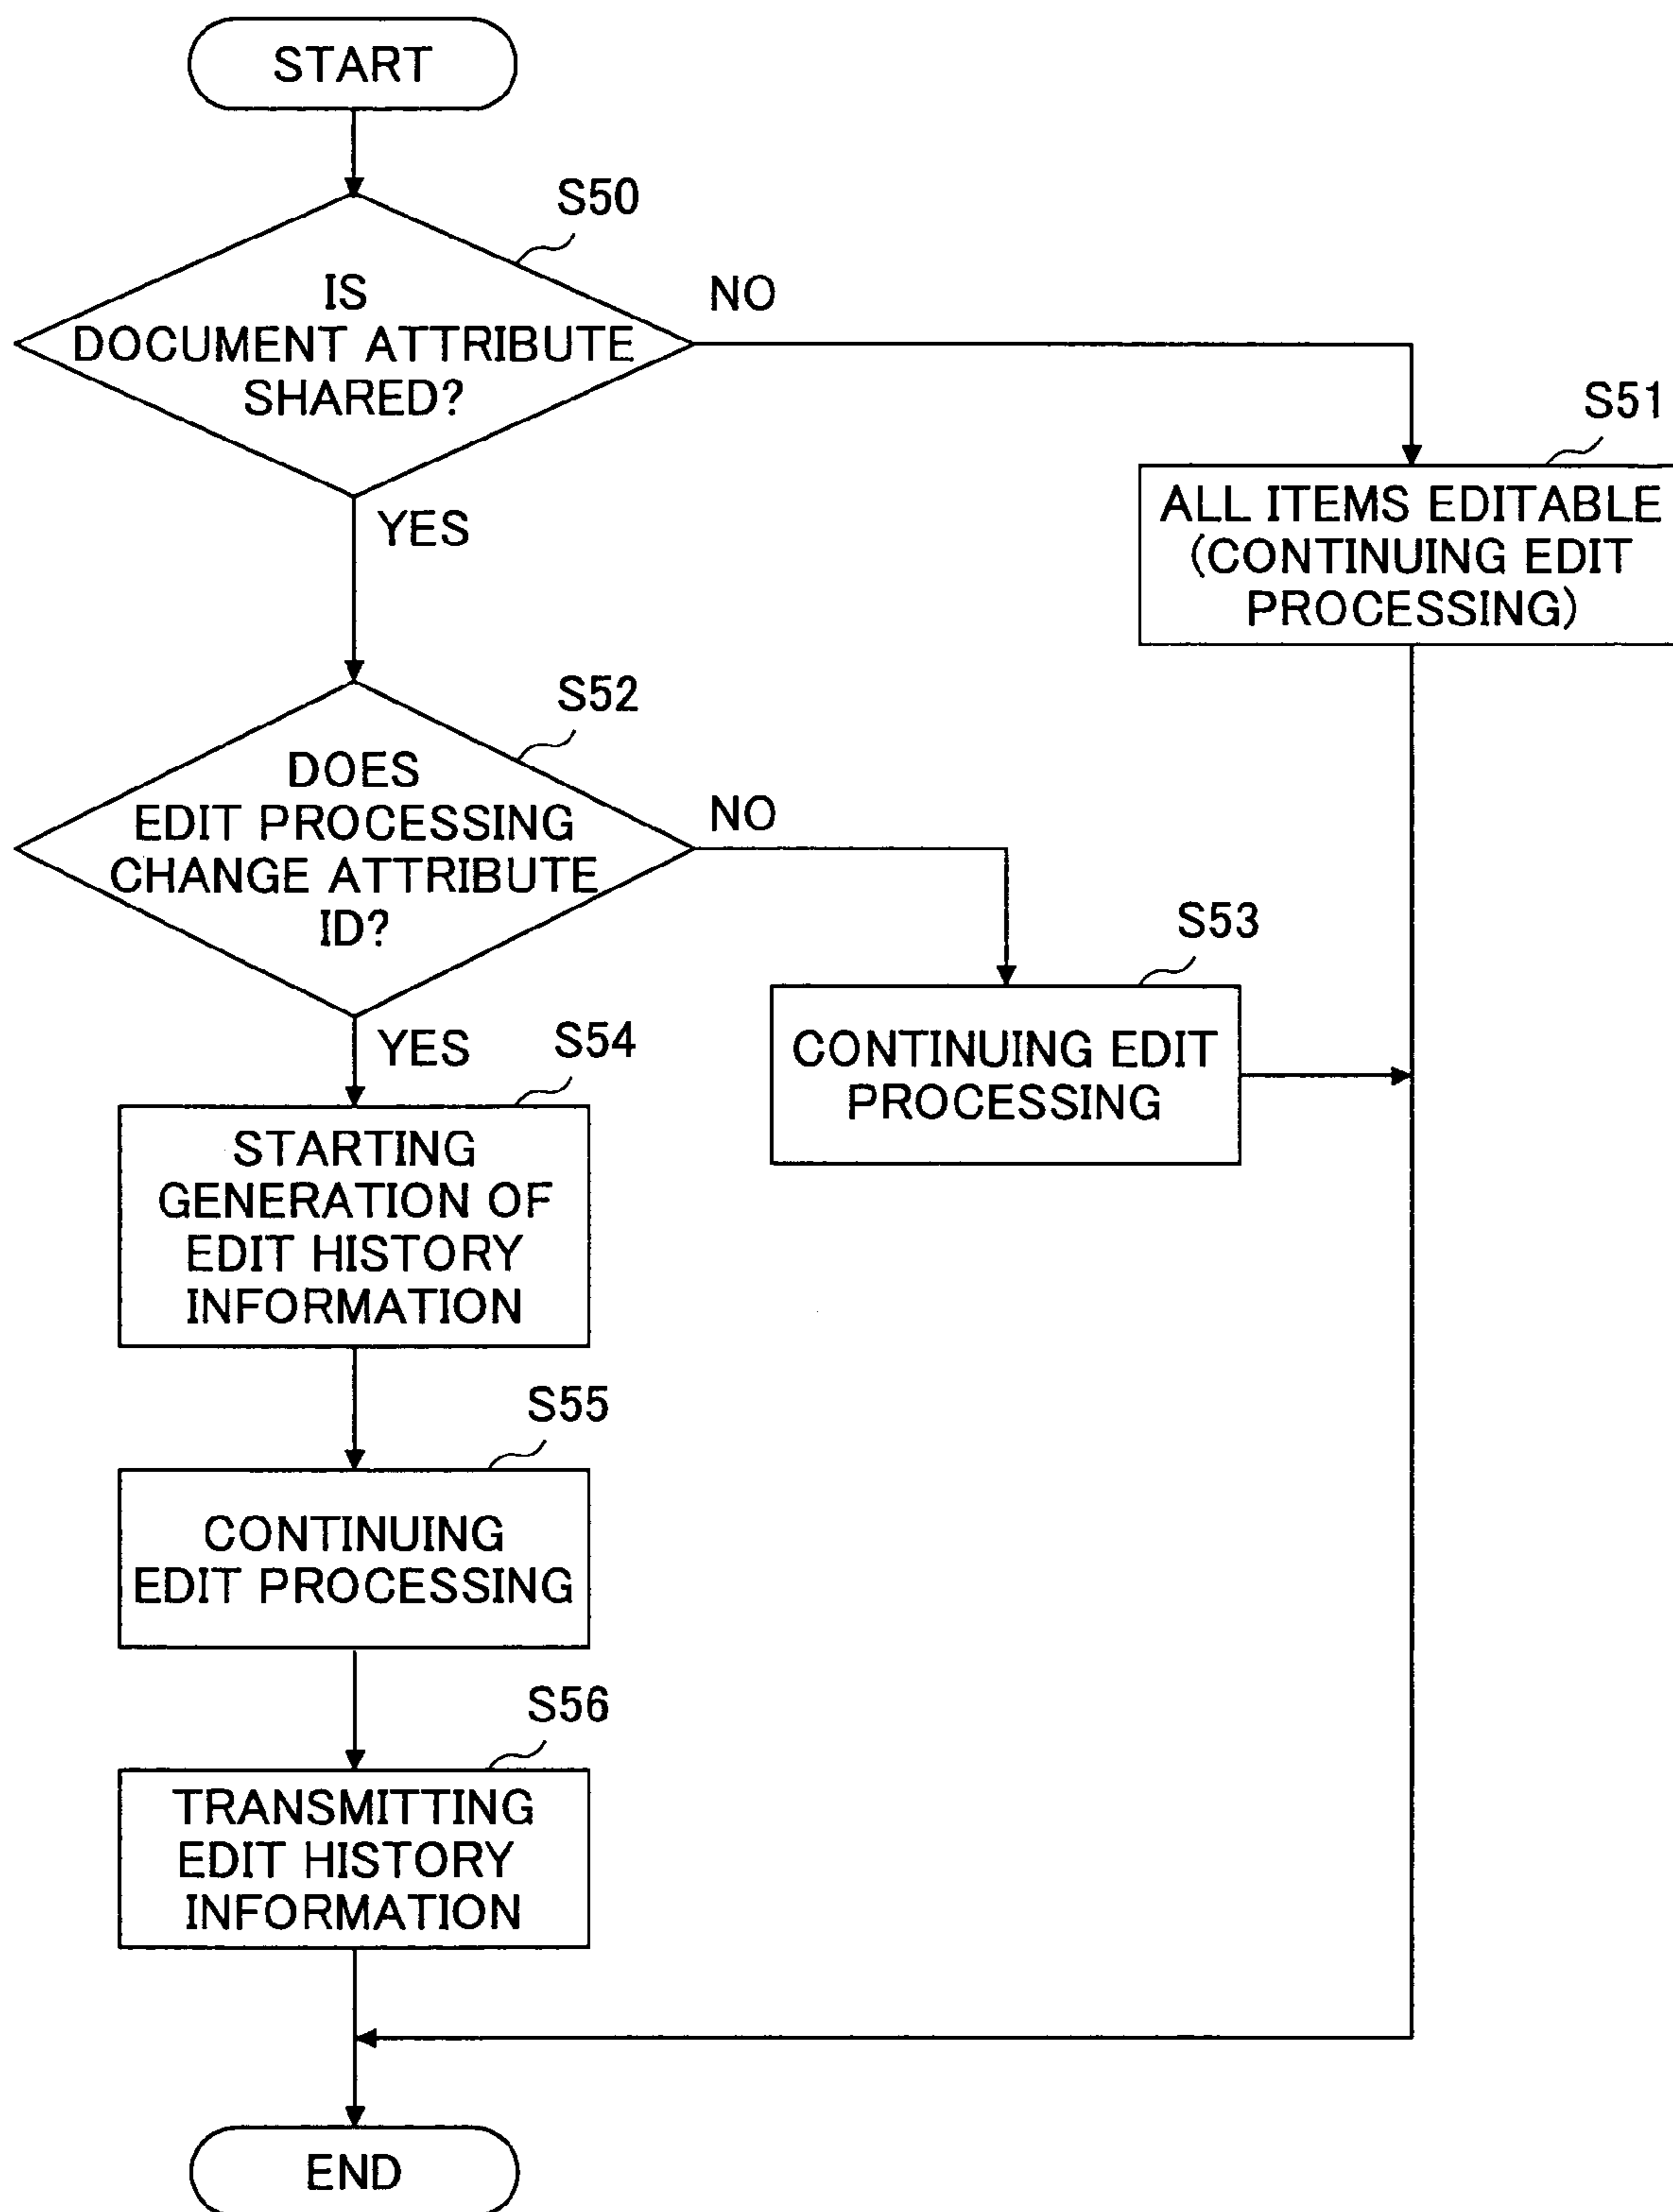 START
S50
IS
DOCUMENT ATTRIBUTE
SHARED?
NO
YES
S51
ALL ITEMS EDITABLE
(CONTINUING EDIT
PROCESSING)
S52
DOES
EDIT PROCESSING
CHANGE ATTRIBUTE
ID?
NO
YES
S53
CONTINUING EDIT
PROCESSING
S54
STARTING
GENERATION OF
EDIT HISTORY
INFORMATION
S55
CONTINUING
EDIT PROCESSING
S56
TRANSMITTING
EDIT HISTORY
INFORMATION
END